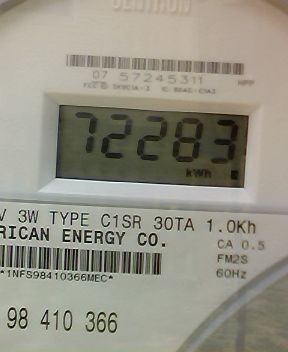 CENTRON
07 57245311
72283
kWh
V 3W TYPE C1SR 30TA 1.0Kh
RICAN ENERGY CO.
CA 0.5
FM2S
*1NFS98410366MEC*
60Hz
98 410 366